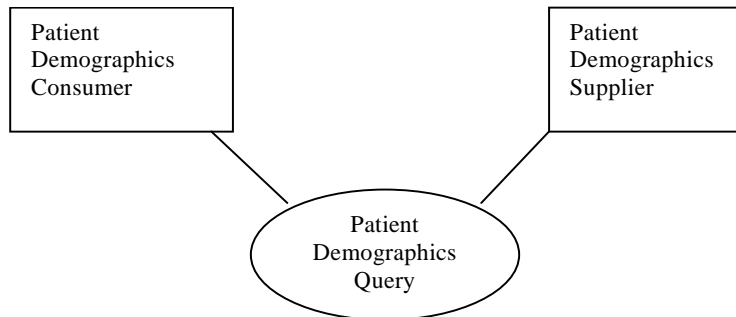 Patient
Demographics
Consumer
Patient
Demographics
Supplier
Patient
Demographics
Query